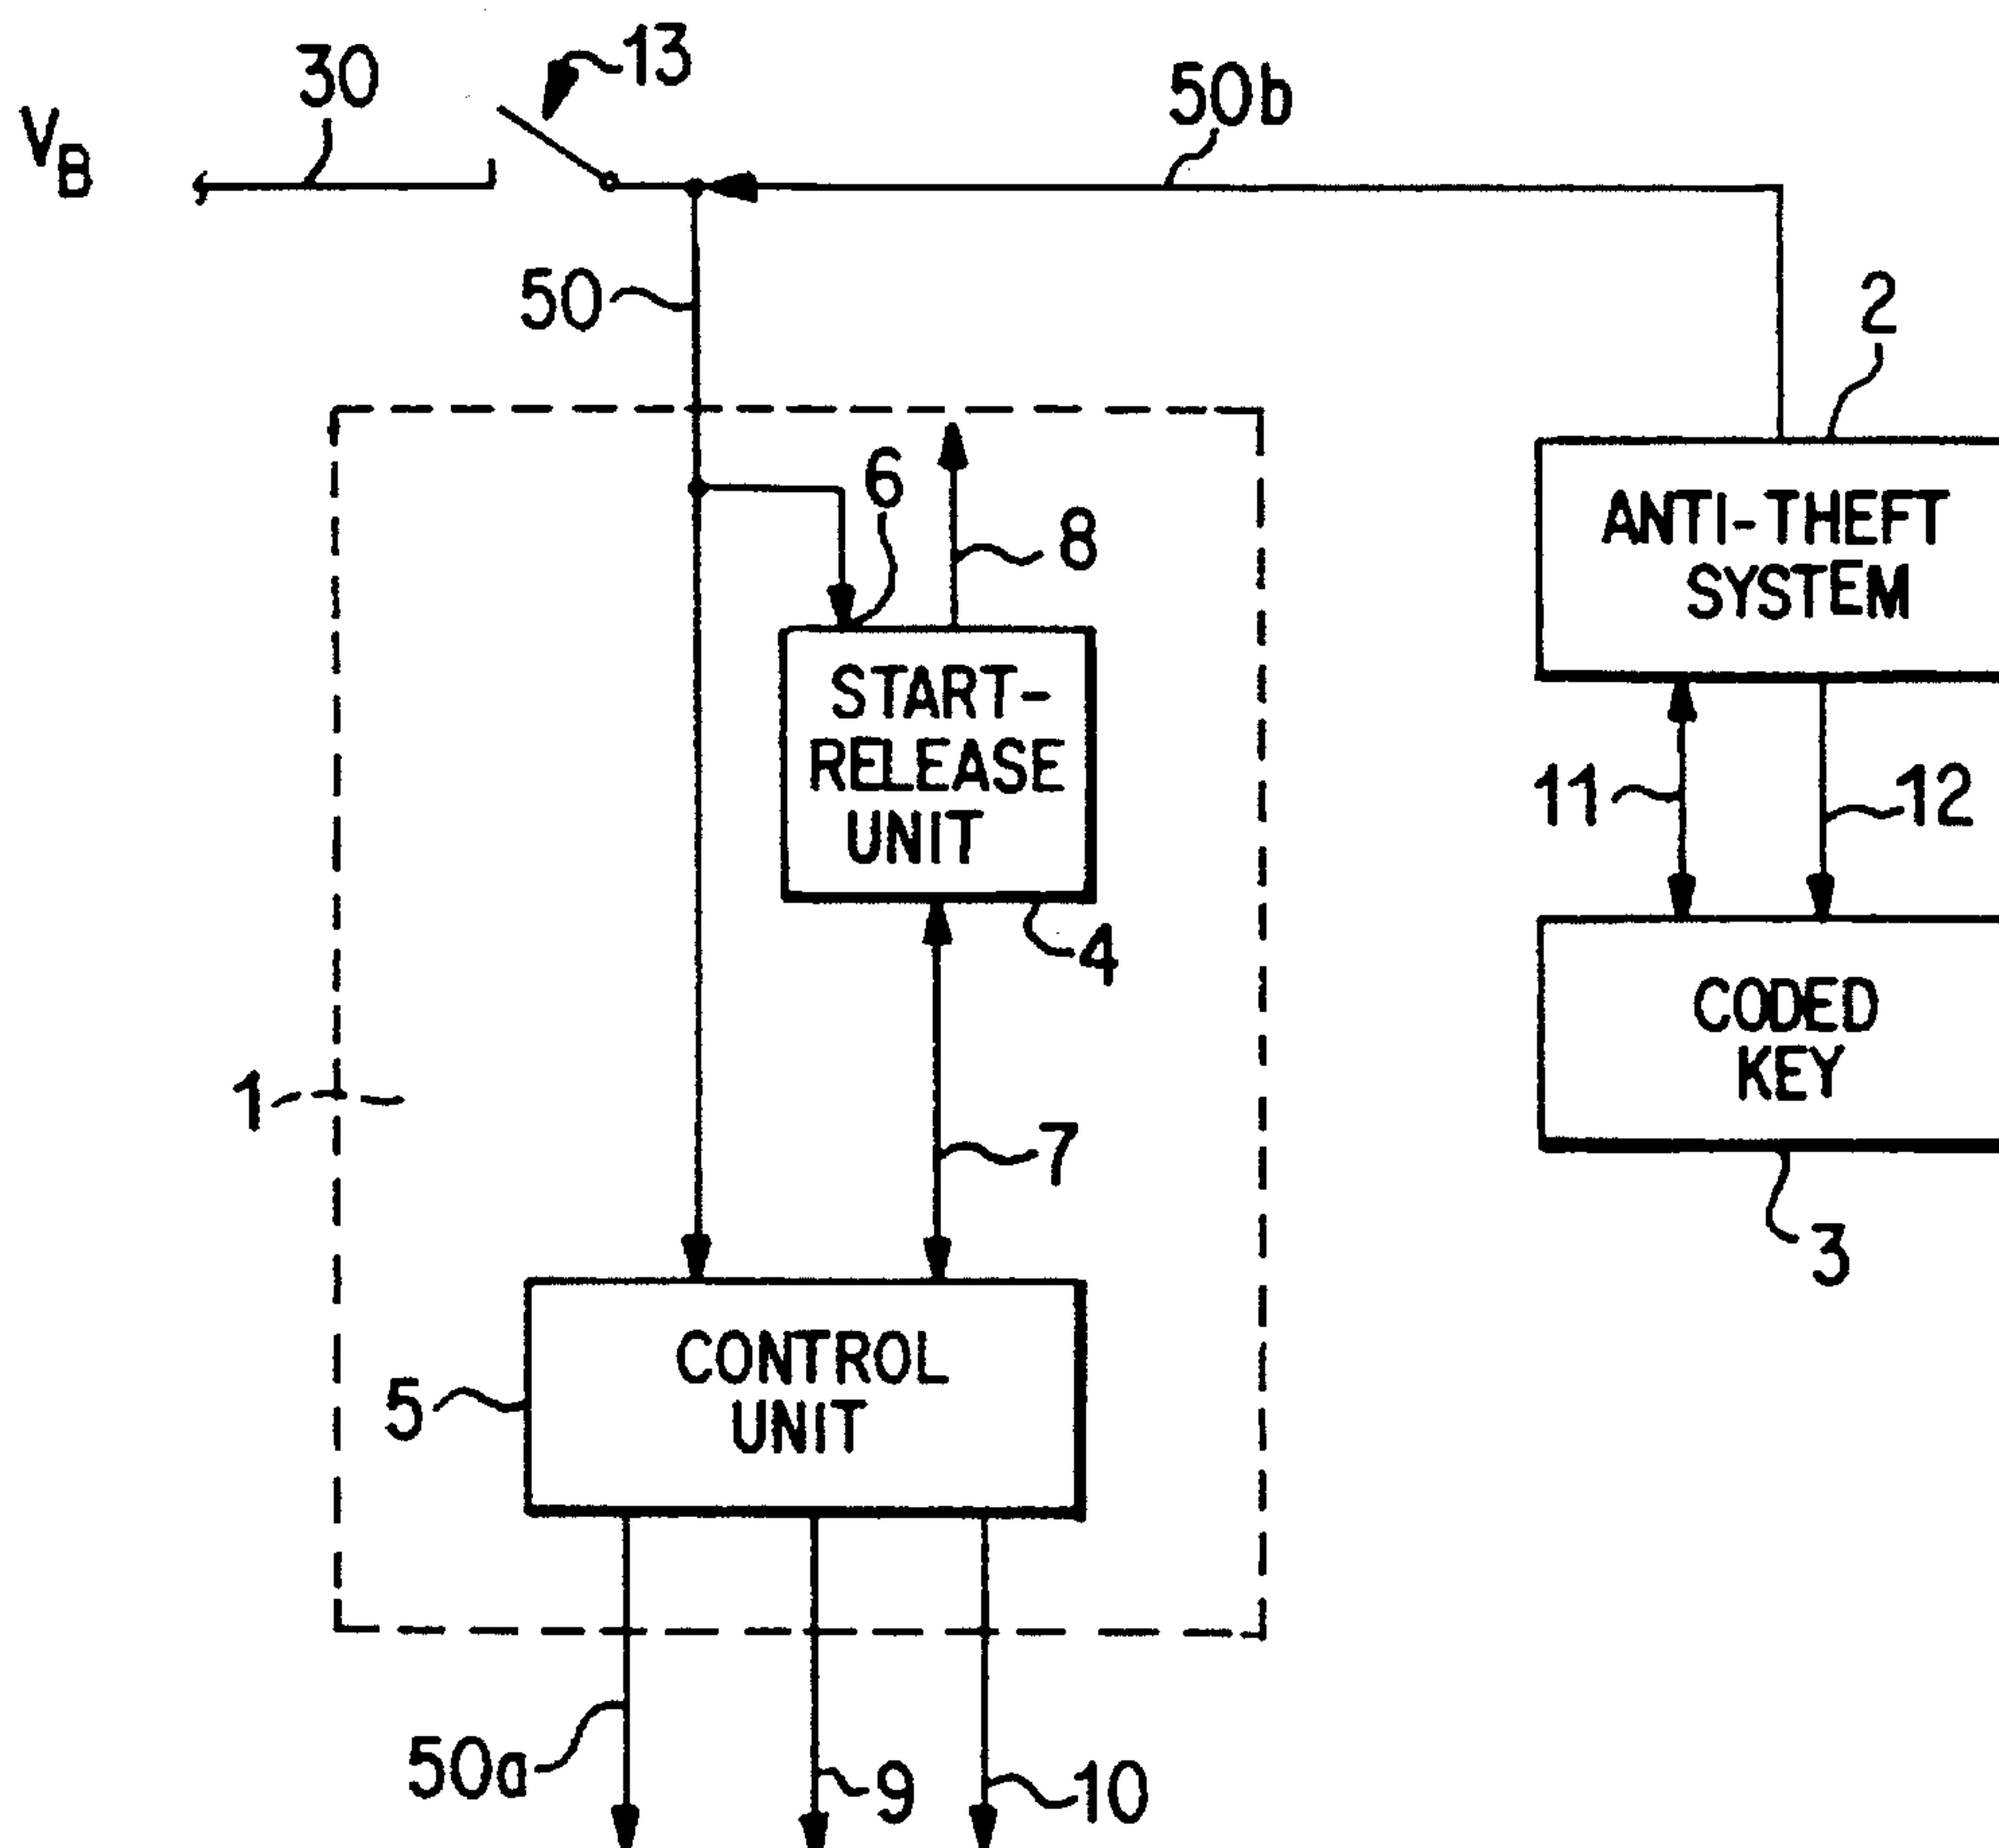 13
30
50b
V_B
50
2
6
8
ANTI-THEFT
SYSTEM
START-
RELEASE
UNIT
11
12
4
CODED
KEY
1
7
3
CONTROL
UNIT
5
50a
9
10